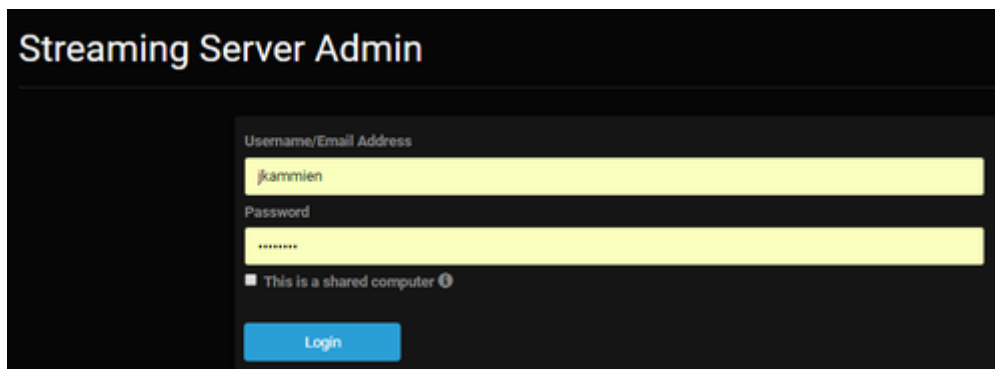 Streaming Server Admin
Username/Email Address
jkammien
Password
••••••••
This is a shared computer
Login